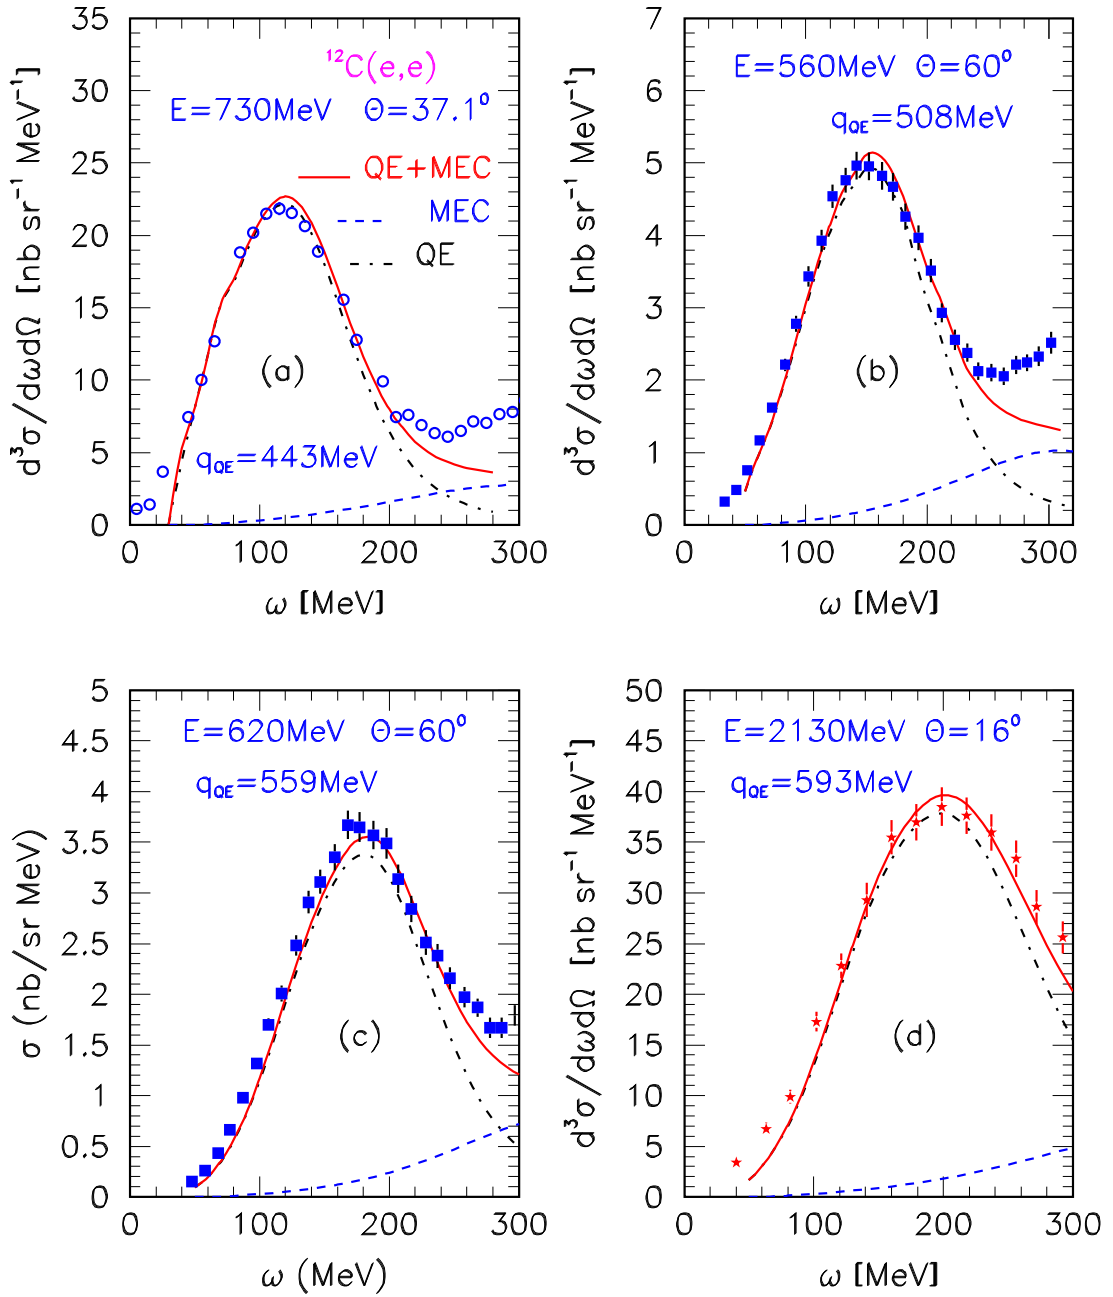 35
30
25
20
15
10
5
0
d³σ/dωdΩ [nb sr⁻¹ MeV⁻¹]
¹²C(e,e)
E=730MeV Θ=37.1⁰
QE+MEC
MEC
QE
(a)
q_QE=443MeV
0 100 200 300
ω [MeV]
7
6
5
4
3
2
1
0
d³σ/dωdΩ [nb sr⁻¹ MeV⁻¹]
E=560MeV Θ=60⁰
q_QE=508MeV
(b)
0 100 200 300
ω [MeV]
5
4.5
4
3.5
3
2.5
2
1.5
1
0.5
0
σ (nb/sr MeV)
E=620MeV Θ=60⁰
q_QE=559MeV
(c)
0 100 200 300
ω (MeV)
50
45
40
35
30
25
20
15
10
5
0
d³σ/dωdΩ [nb sr⁻¹ MeV⁻¹]
E=2130MeV Θ=16⁰
q_QE=593MeV
(d)
0 100 200 300
ω [MeV]